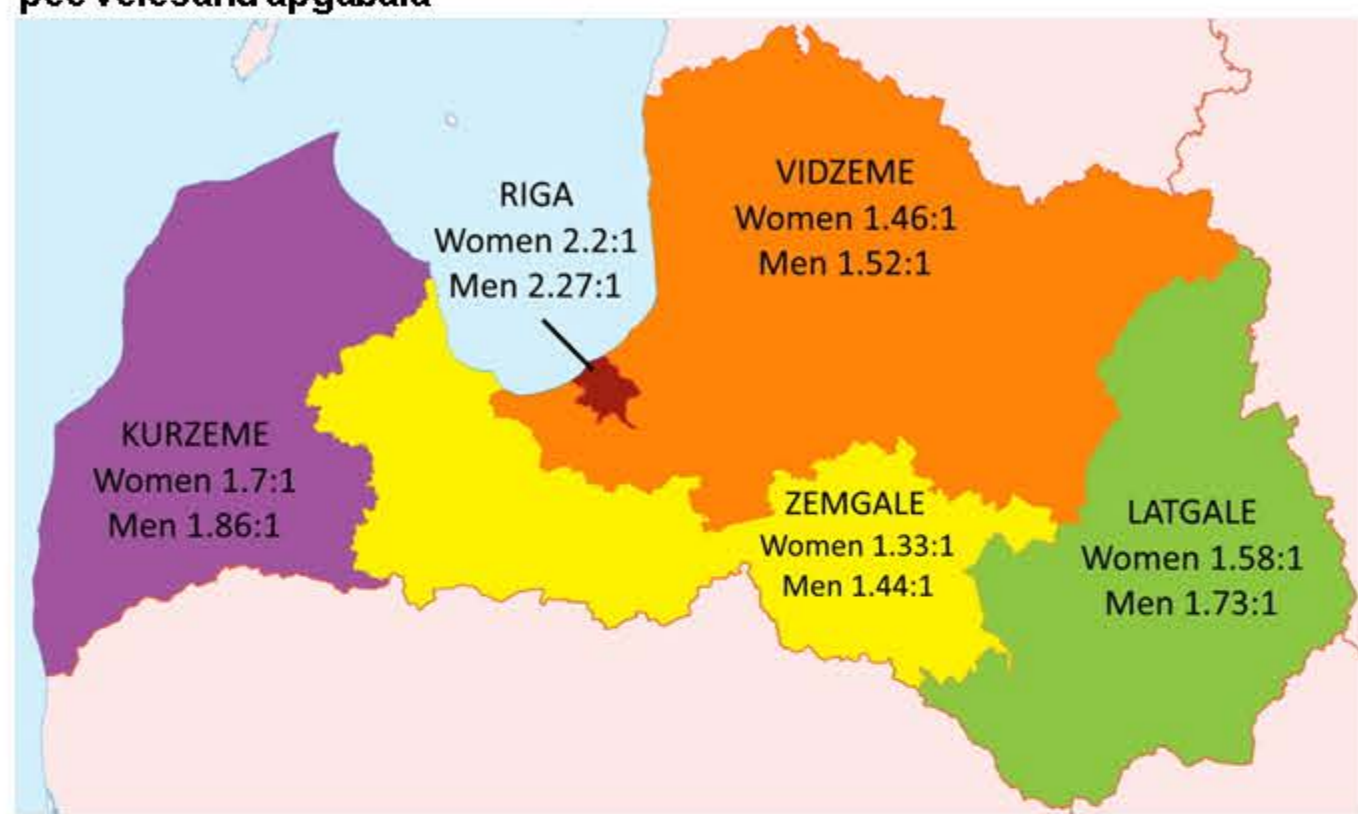 RIGA
Women 2.2:1
Men 2.27:1
VIDZEME
Women 1.46:1
Men 1.52:1
KURZEME
Women 1.7:1
Men 1.86:1
ZEMGALE
Women 1.33:1
Men 1.44:1
LATGALE
Women 1.58:1
Men 1.73:1